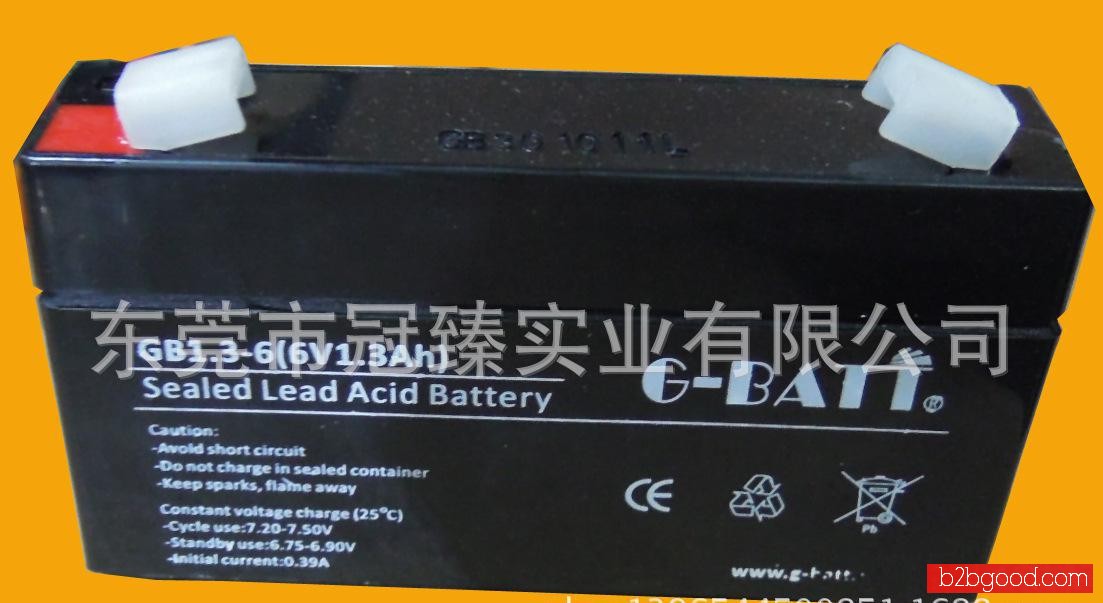 GB301011L
东莞市冠臻实业有限公司
GB1.3-6(6V1.3Ah)
G-BATT®
Sealed Lead Acid Battery
Caution:
-Avoid short circuit
-Do not charge in sealed container
-Keep sparks, flame away
Constant voltage charge (25°C)
-Cycle use:7.20-7.50V
-Standby use:6.75-6.90V
-Initial current:0.39A
CE
Pb
www.g-batt.
b2bgood.com